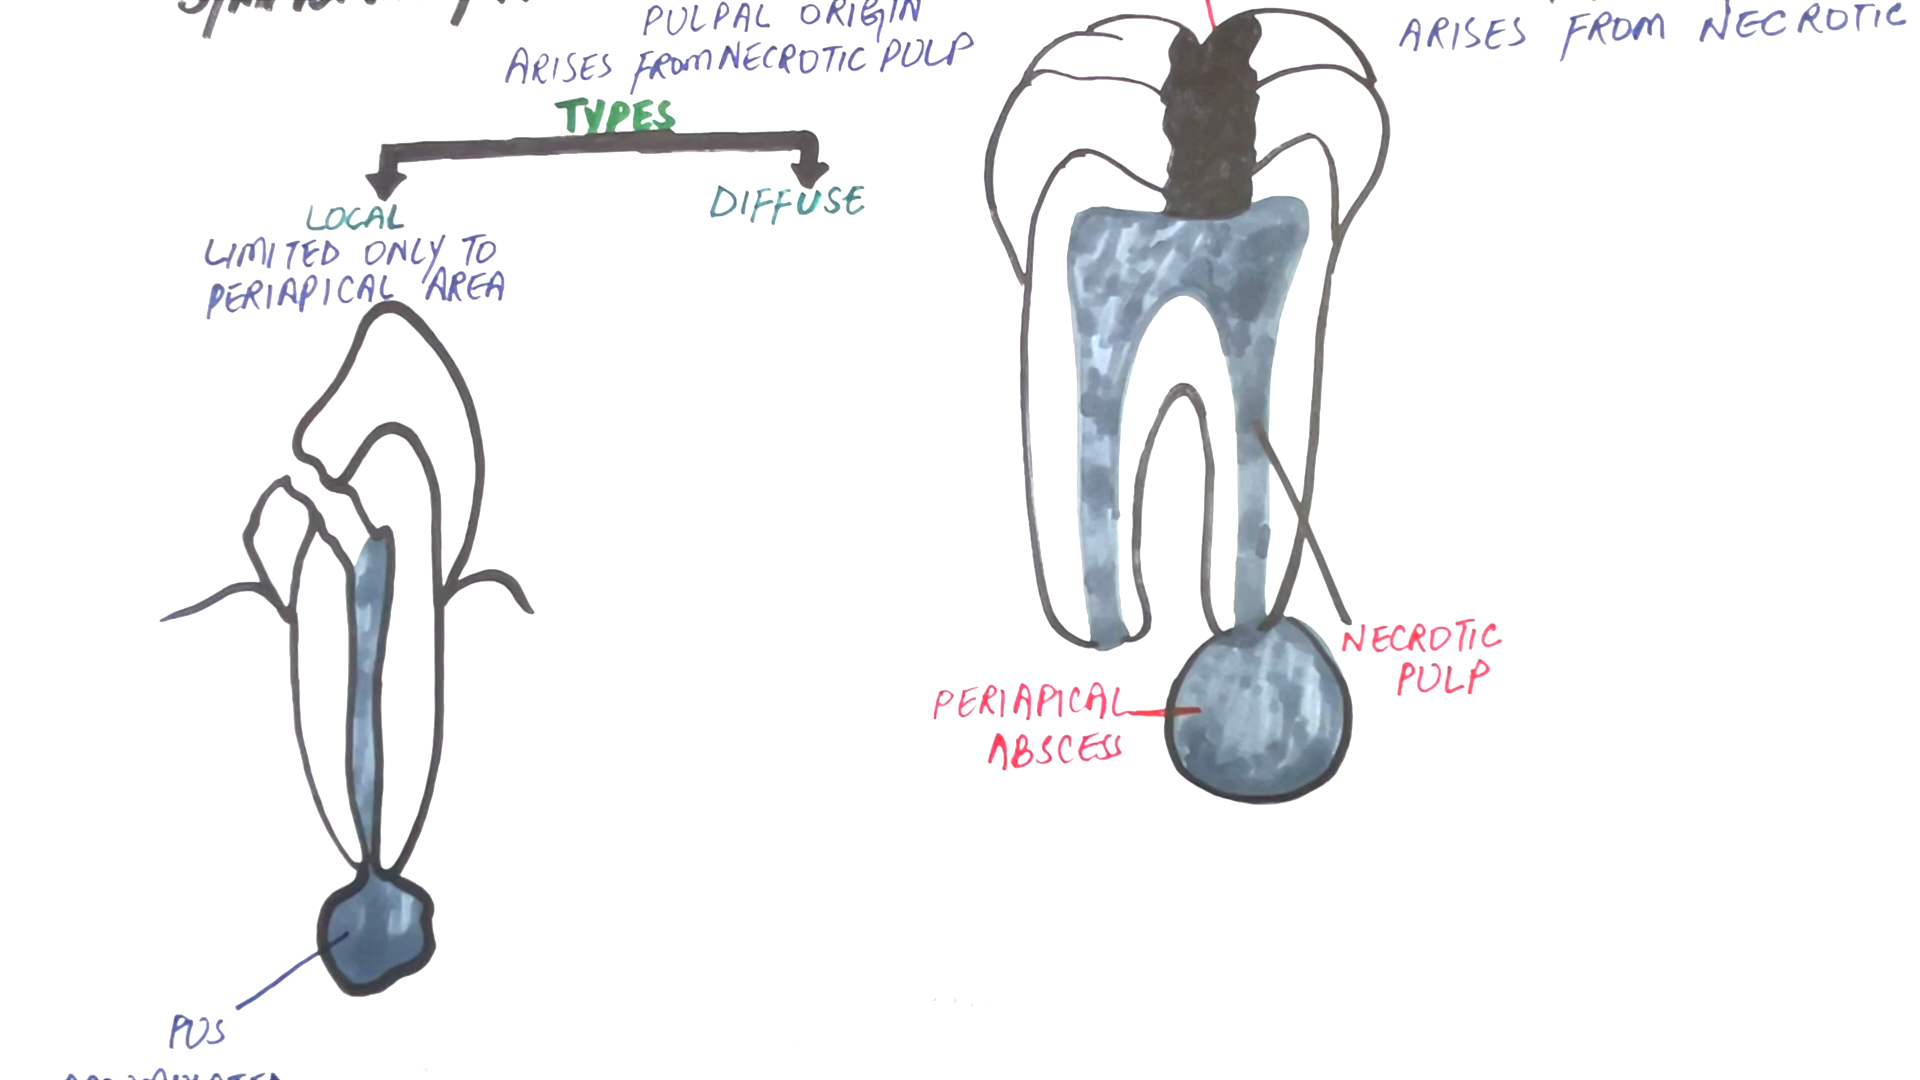 PULPAL ORIGIN
ARISES FROM NECROTIC PULP
TYPES
LOCAL
LIMITED ONLY TO
PERIAPICAL AREA
DIFFUSE
PUS
ARISES FROM NECROTIC
NECROTIC
PULP
PERIAPICAL
ABSCESS